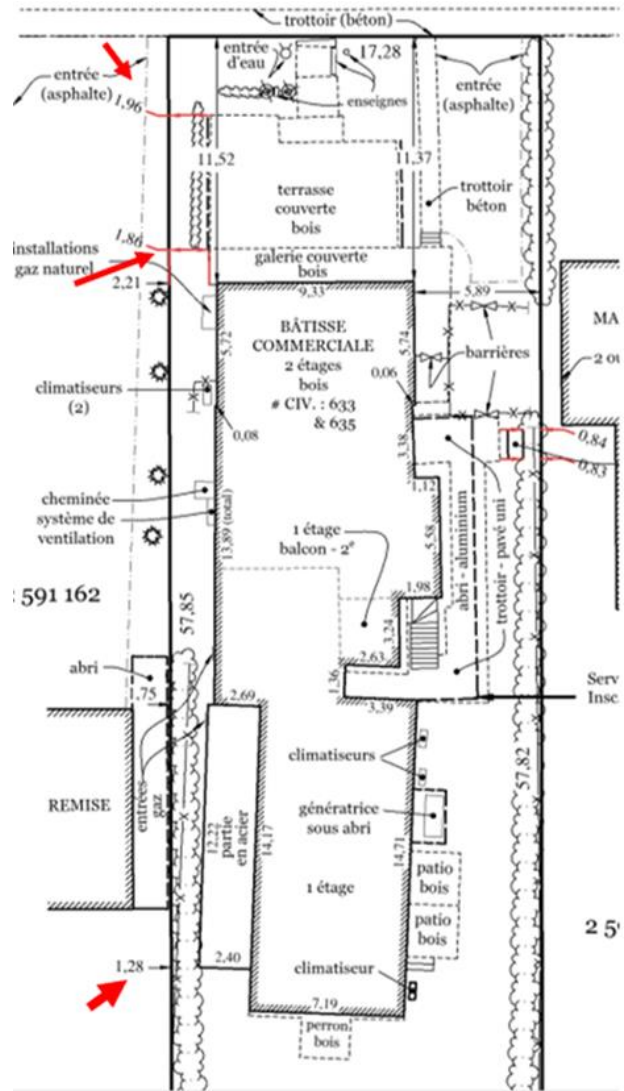 trottoir (béton)
entrée
d'eau
17,28
entrée
(asphalte)
enseignes
entrée
(asphalte)
1,96
11,52
11,37
terrasse
couverte
bois
trottoir
béton
1,86
installations
gaz naturel
galerie couverte
bois
2,21
9,33
5,89
BÂTISSE
COMMERCIALE
2 étages
bois
# CIV. : 633
& 635
5,72
5,74
MA
2 ou
barrières
climatiseurs
(2)
0,06
0,08
3,38
0,84
0,83
1,12
cheminée
système de
ventilation
13,89 (total)
1 étage
balcon - 2e
5,58
abri - aluminium
trottoir - pavé uni
1,98
2 591 162
57,85
3,24
2,63
abri
1,75
1,36
2,69
3,39
Serv
Insc
climatiseurs
57,82
REMISE
entrées
gaz
12,22
partie
en acier
14,17
génératrice
sous abri
14,71
1 étage
patio
bois
patio
bois
2 59
1,28
2,40
climatiseur
7,19
perron
bois